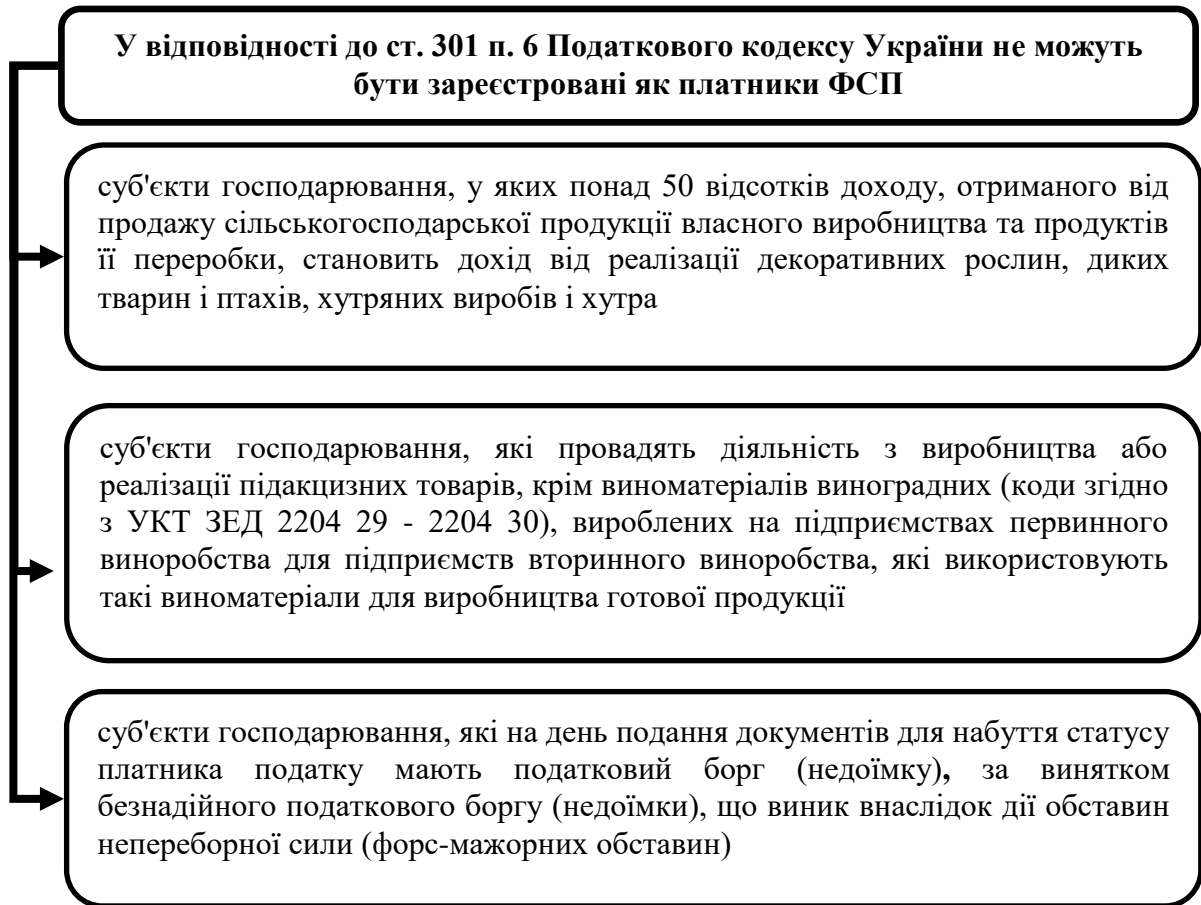 У відповідності до ст. 301 п. 6 Податкового кодексу України не можуть
бути зареєстровані як платники ФСП
суб'єкти господарювання, у яких понад 50 відсотків доходу, отриманого від
продажу сільськогосподарської продукції власного виробництва та продуктів
її переробки, становить дохід від реалізації декоративних рослин, диких
тварин і птахів, хутряних виробів і хутра
суб'єкти господарювання, які провадять діяльність з виробництва або
реалізації підакцизних товарів, крім виноматеріалів виноградних (коди згідно
з УКТ ЗЕД 2204 29 - 2204 30), вироблених на підприємствах первинного
виноробства для підприємств вторинного виноробства, які використовують
такі виноматеріали для виробництва готової продукції
суб'єкти господарювання, які на день подання документів для набуття статусу
платника податку мають податковий борг (недоїмку), за винятком
безнадійного податкового боргу (недоїмки), що виник внаслідок дії обставин
непереборної сили (форс-мажорних обставин)